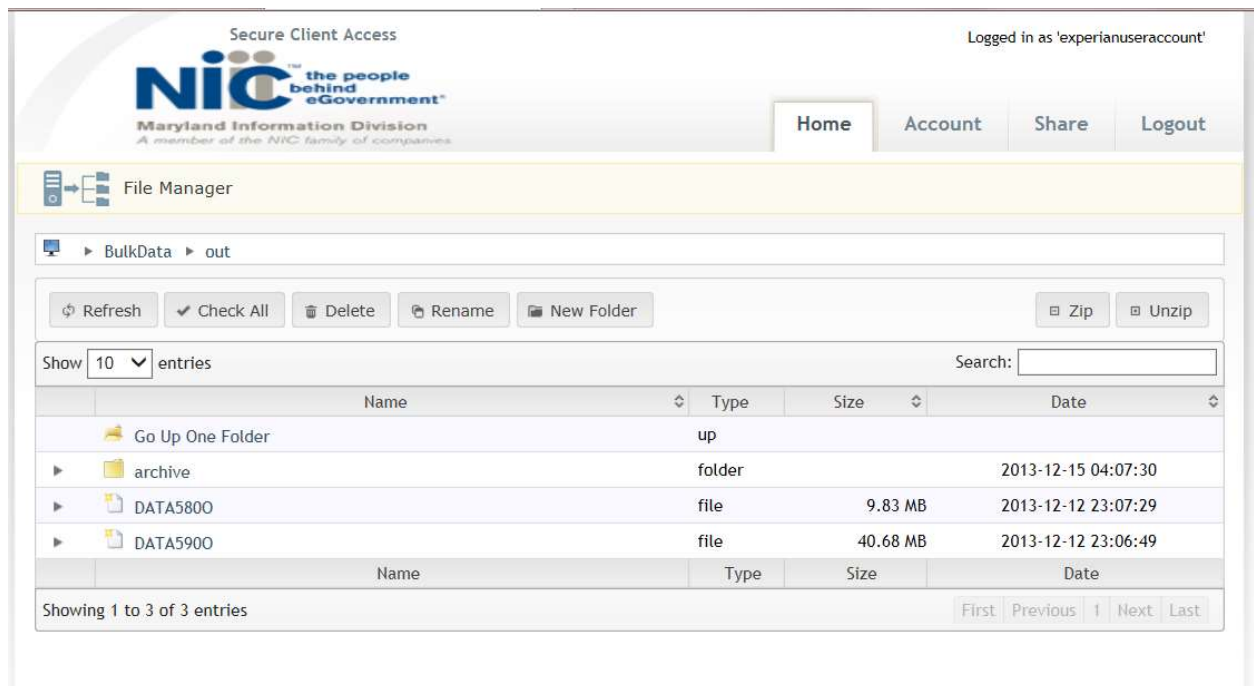 Secure Client Access
Logged in as 'experianuseraccount'
NIC™ the people
behind
eGovernment®
Maryland Information Division
A member of the NIC family of companies
Home Account Share Logout
File Manager
BulkData out
Refresh Check All Delete Rename New Folder Zip Unzip
Show 10 entries Search:
Name Type Size Date
Go Up One Folder up
archive folder 2013-12-15 04:07:30
DATA580O file 9.83 MB 2013-12-12 23:07:29
DATA590O file 40.68 MB 2013-12-12 23:06:49
Name Type Size Date
Showing 1 to 3 of 3 entries First Previous 1 Next Last